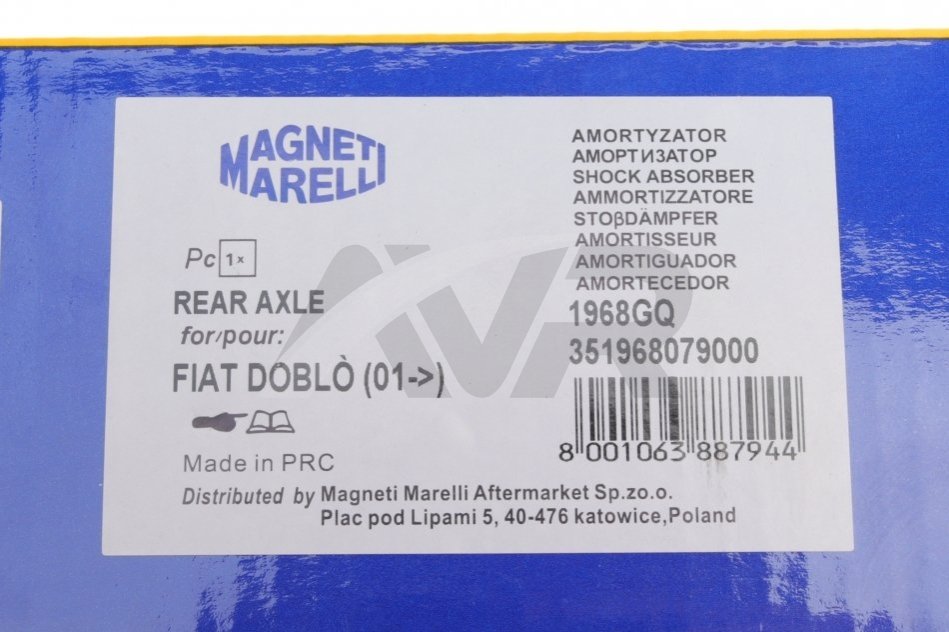 MAGNETI
MARELLI
Pc 1x
REAR AXLE
for/pour:
FIAT DOBLÒ (01->)
Made in PRC
Distributed by Magneti Marelli Aftermarket Sp.zo.o.
Plac pod Lipami 5, 40-476 katowice,Poland
AMORTYZATOR
АМОРТИЗАТОР
SHOCK ABSORBER
AMMORTIZZATORE
STOβDÄMPFER
AMORTISSEUR
AMORTIGUADOR
AMORTECEDOR
1968GQ
351968079000
8 001063 887944
AVR